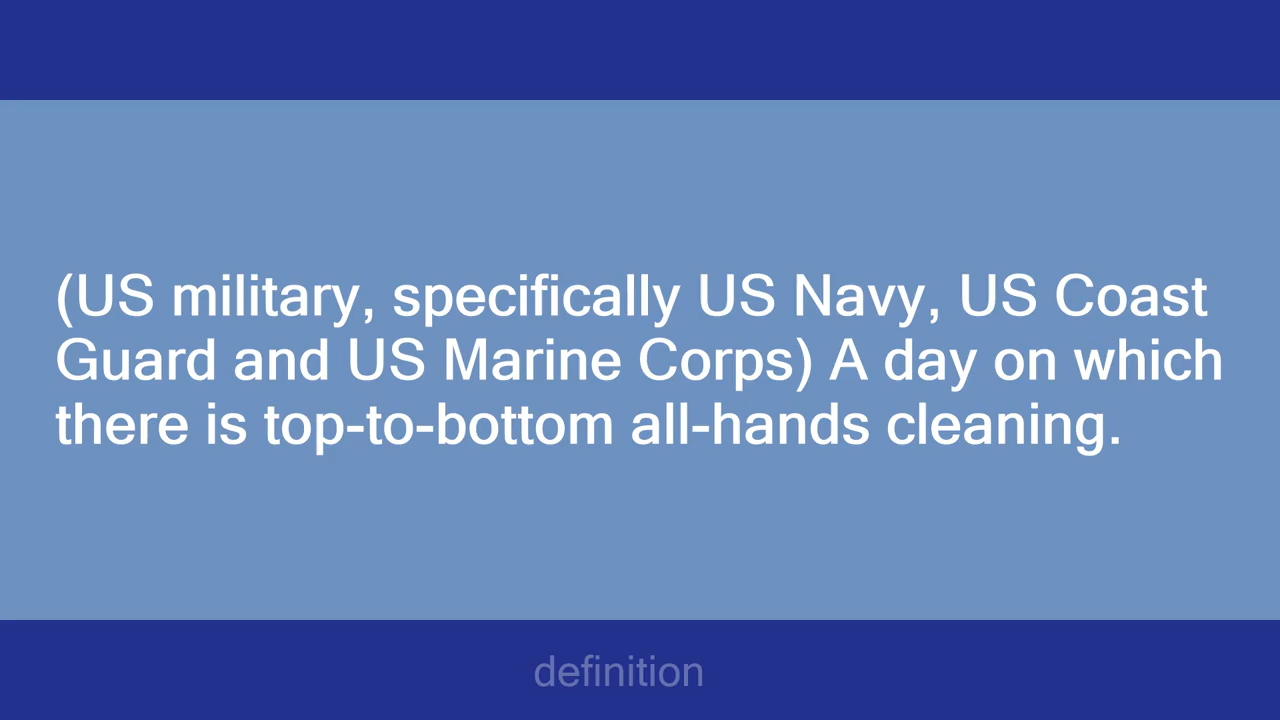 (US military, specifically US Navy, US Coast
Guard and US Marine Corps) A day on which
there is top-to-bottom all-hands cleaning.
definition